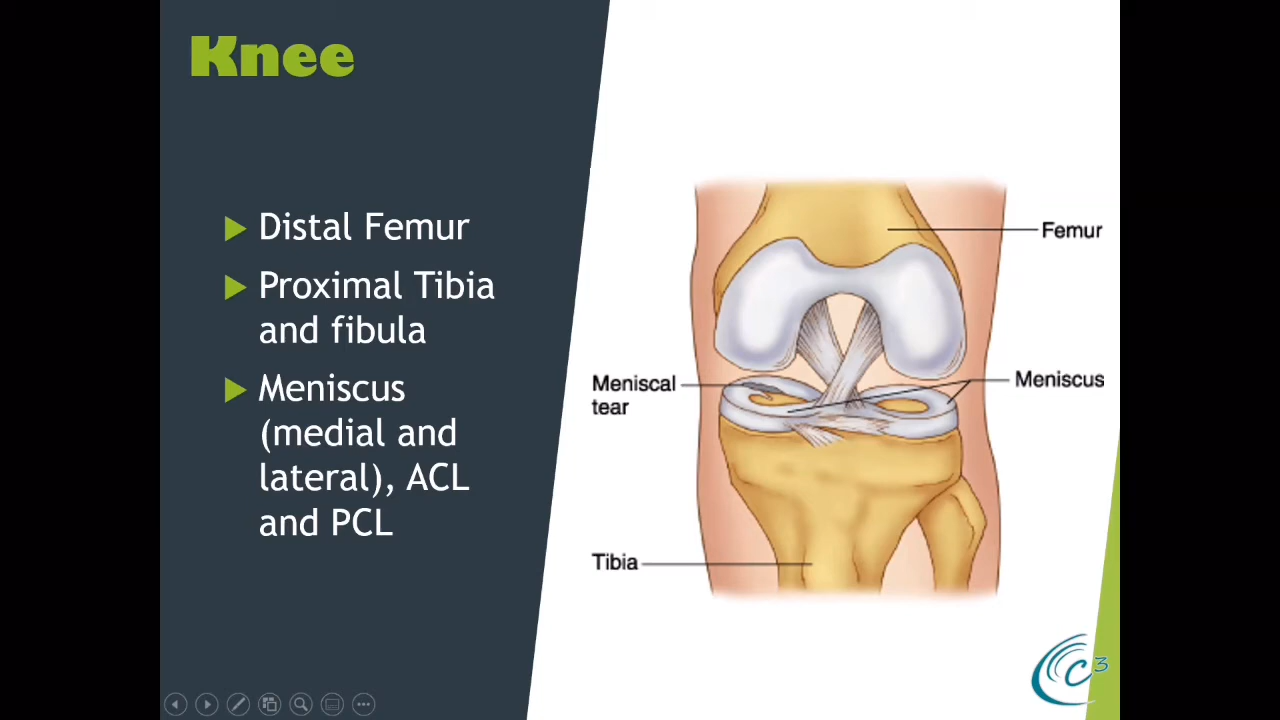 Knee
Distal Femur
Proximal Tibia
and fibula
Meniscus
(medial and
lateral), ACL
and PCL
Femur
Meniscal
tear
Meniscus
Tibia
C3